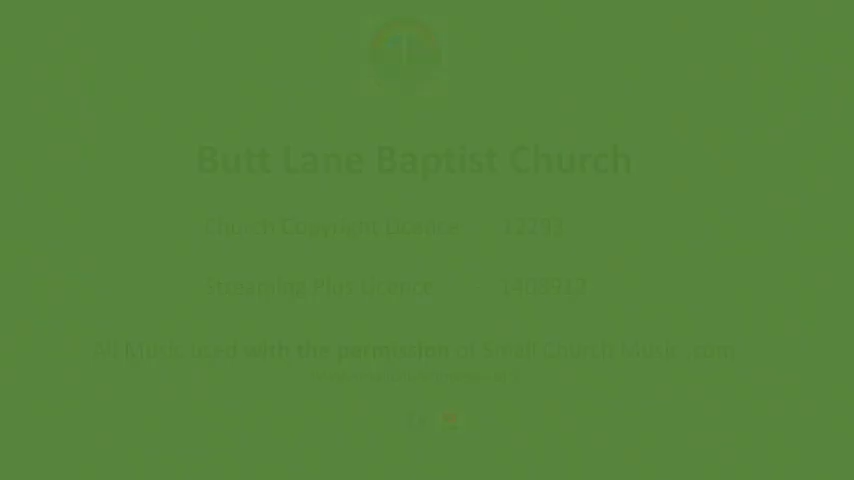 Butt Lane Baptist Church
Church Copyright Licence
Streaming Plus Licence 1403912
All Music used with the permission of Small Church Music .com